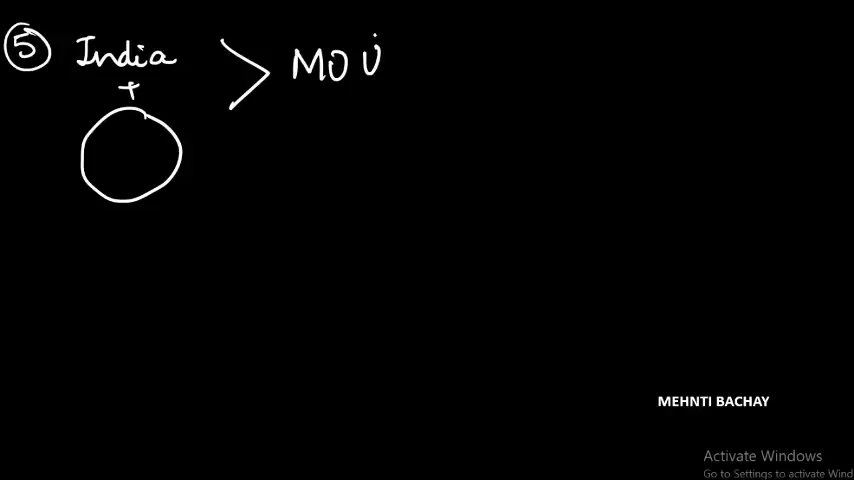 5 India > MOU
+
MEHNTI BACHAY
Activate Windows
Go to Settings to activate Wind